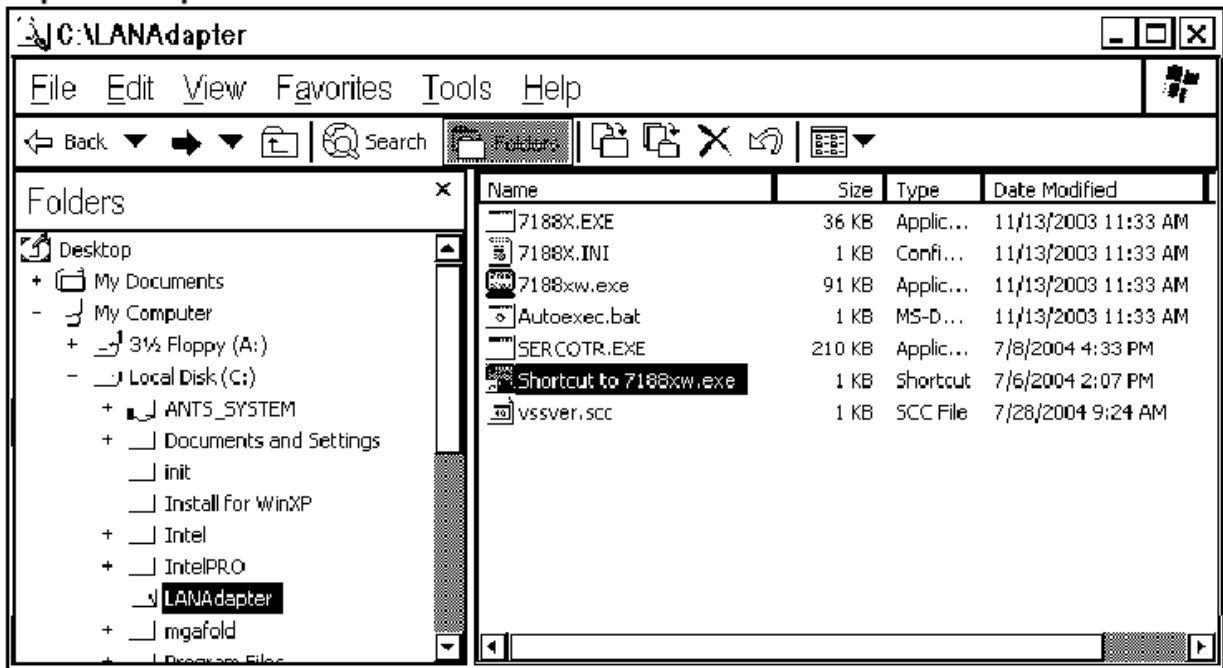 C:\LANAdapter
File Edit View Favorites Tools Help
Back Search Folders
Folders
Desktop
My Documents
My Computer
3½ Floppy (A:)
Local Disk (C:)
ANTS_SYSTEM
Documents and Settings
init
Install for WinXP
Intel
IntelPRO
LANAdapter
mgafold
Program Files
Name Size Type Date Modified
7188X.EXE 36 KB Applic... 11/13/2003 11:33 AM
7188X.INI 1 KB Confi... 11/13/2003 11:33 AM
7188xw.exe 91 KB Applic... 11/13/2003 11:33 AM
Autoexec.bat 1 KB MS-D... 11/13/2003 11:33 AM
SERCOTR.EXE 210 KB Applic... 7/8/2004 4:33 PM
Shortcut to 7188xw.exe 1 KB Shortcut 7/6/2004 2:07 PM
vssver.scc 1 KB SCC File 7/28/2004 9:24 AM